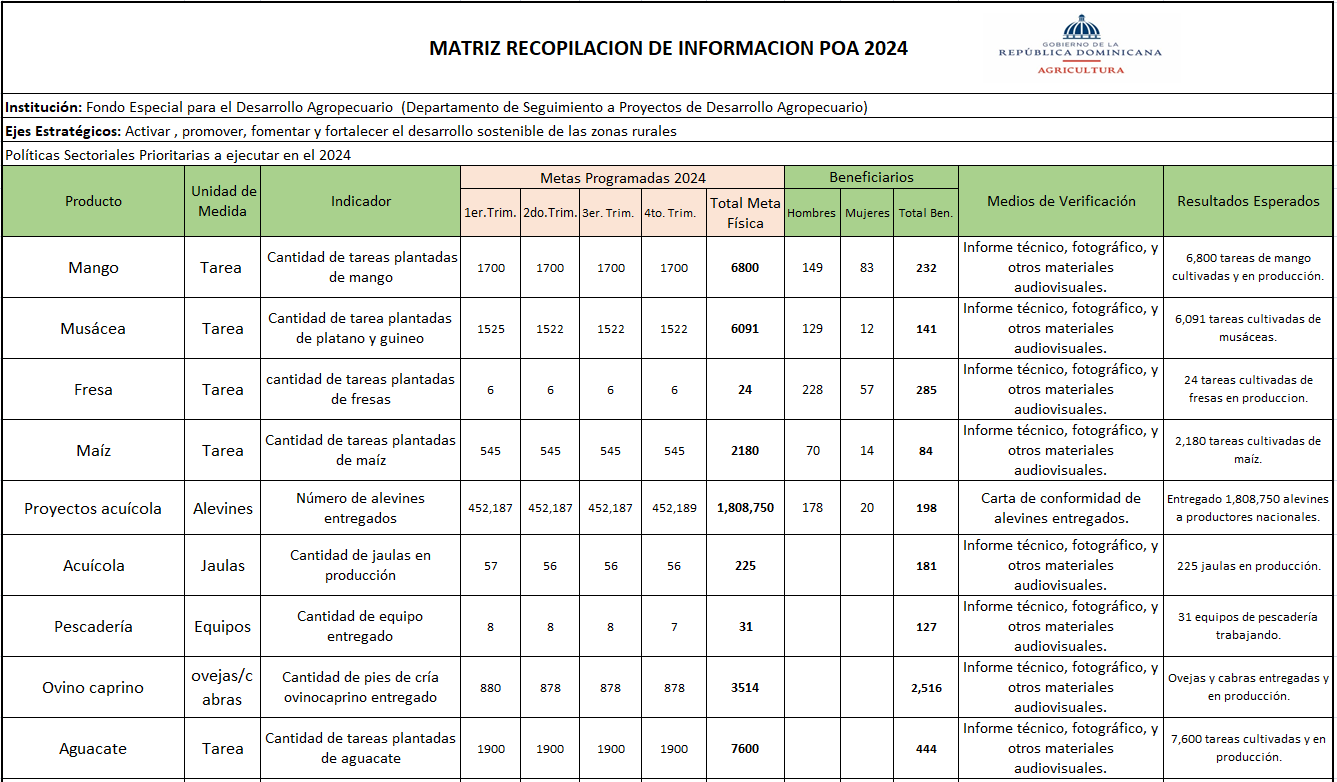 MATRIZ RECOPILACION DE INFORMACION POA 2024
GOBIERNO DE LA
REPÚBLICA DOMINICANA
AGRICULTURA
Institución: Fondo Especial para el Desarrollo Agropecuario (Departamento de Seguimiento a Proyectos de Desarrollo Agropecuario)
Ejes Estratégicos: Activar , promover, fomentar y fortalecer el desarrollo sostenible de las zonas rurales
Políticas Sectoriales Prioritarias a ejecutar en el 2024
Producto
Unidad de
Medida
Indicador
Metas Programadas 2024
1er.Trim.
2do.Trim.
3er. Trim.
4to. Trim.
Total Meta
Física
Beneficiarios
Hombres
Mujeres
Total Ben.
Medios de Verificación
Resultados Esperados
Mango
Tarea
Cantidad de tareas plantadas
de mango
1700
1700
1700
1700
6800
149
83
232
Informe técnico, fotográfico, y
otros materiales
audiovisuales.
6,800 tareas de mango
cultivadas y en producción.
Musácea
Tarea
Cantidad de tarea plantadas
de platano y guineo
1525
1522
1522
1522
6091
129
12
141
Informe técnico, fotográfico, y
otros materiales
audiovisuales.
6,091 tareas cultivadas de
musáceas.
Fresa
Tarea
cantidad de tareas plantadas
de fresas
6
6
6
6
24
228
57
285
Informe técnico, fotográfico, y
otros materiales
audiovisuales.
24 tareas cultivadas de
fresas en produccion.
Maíz
Tarea
Cantidad de tareas plantadas
de maíz
545
545
545
545
2180
70
14
84
Informe técnico, fotográfico, y
otros materiales
audiovisuales.
2,180 tareas cultivadas de
maíz.
Proyectos acuícola
Alevines
Número de alevines
entregados
452,187
452,187
452,187
452,189
1,808,750
178
20
198
Carta de conformidad de
alevines entregados.
Entregado 1,808,750 alevines
a productores nacionales.
Acuícola
Jaulas
Cantidad de jaulas en
producción
57
56
56
56
225
181
Informe técnico, fotográfico, y
otros materiales
audiovisuales.
225 jaulas en producción.
Pescadería
Equipos
Cantidad de equipo
entregado
8
8
8
7
31
127
Informe técnico, fotográfico, y
otros materiales
audiovisuales.
31 equipos de pescadería
trabajando.
Ovino caprino
ovejas/c
abras
Cantidad de pies de cría
ovinocaprino entregado
880
878
878
878
3514
2,516
Informe técnico, fotográfico, y
otros materiales
audiovisuales.
Ovejas y cabras entregadas y
en producción.
Aguacate
Tarea
Cantidad de tareas plantadas
de aguacate
1900
1900
1900
1900
7600
444
Informe técnico, fotográfico, y
otros materiales
audiovisuales.
7,600 tareas cultivadas y en
producción.